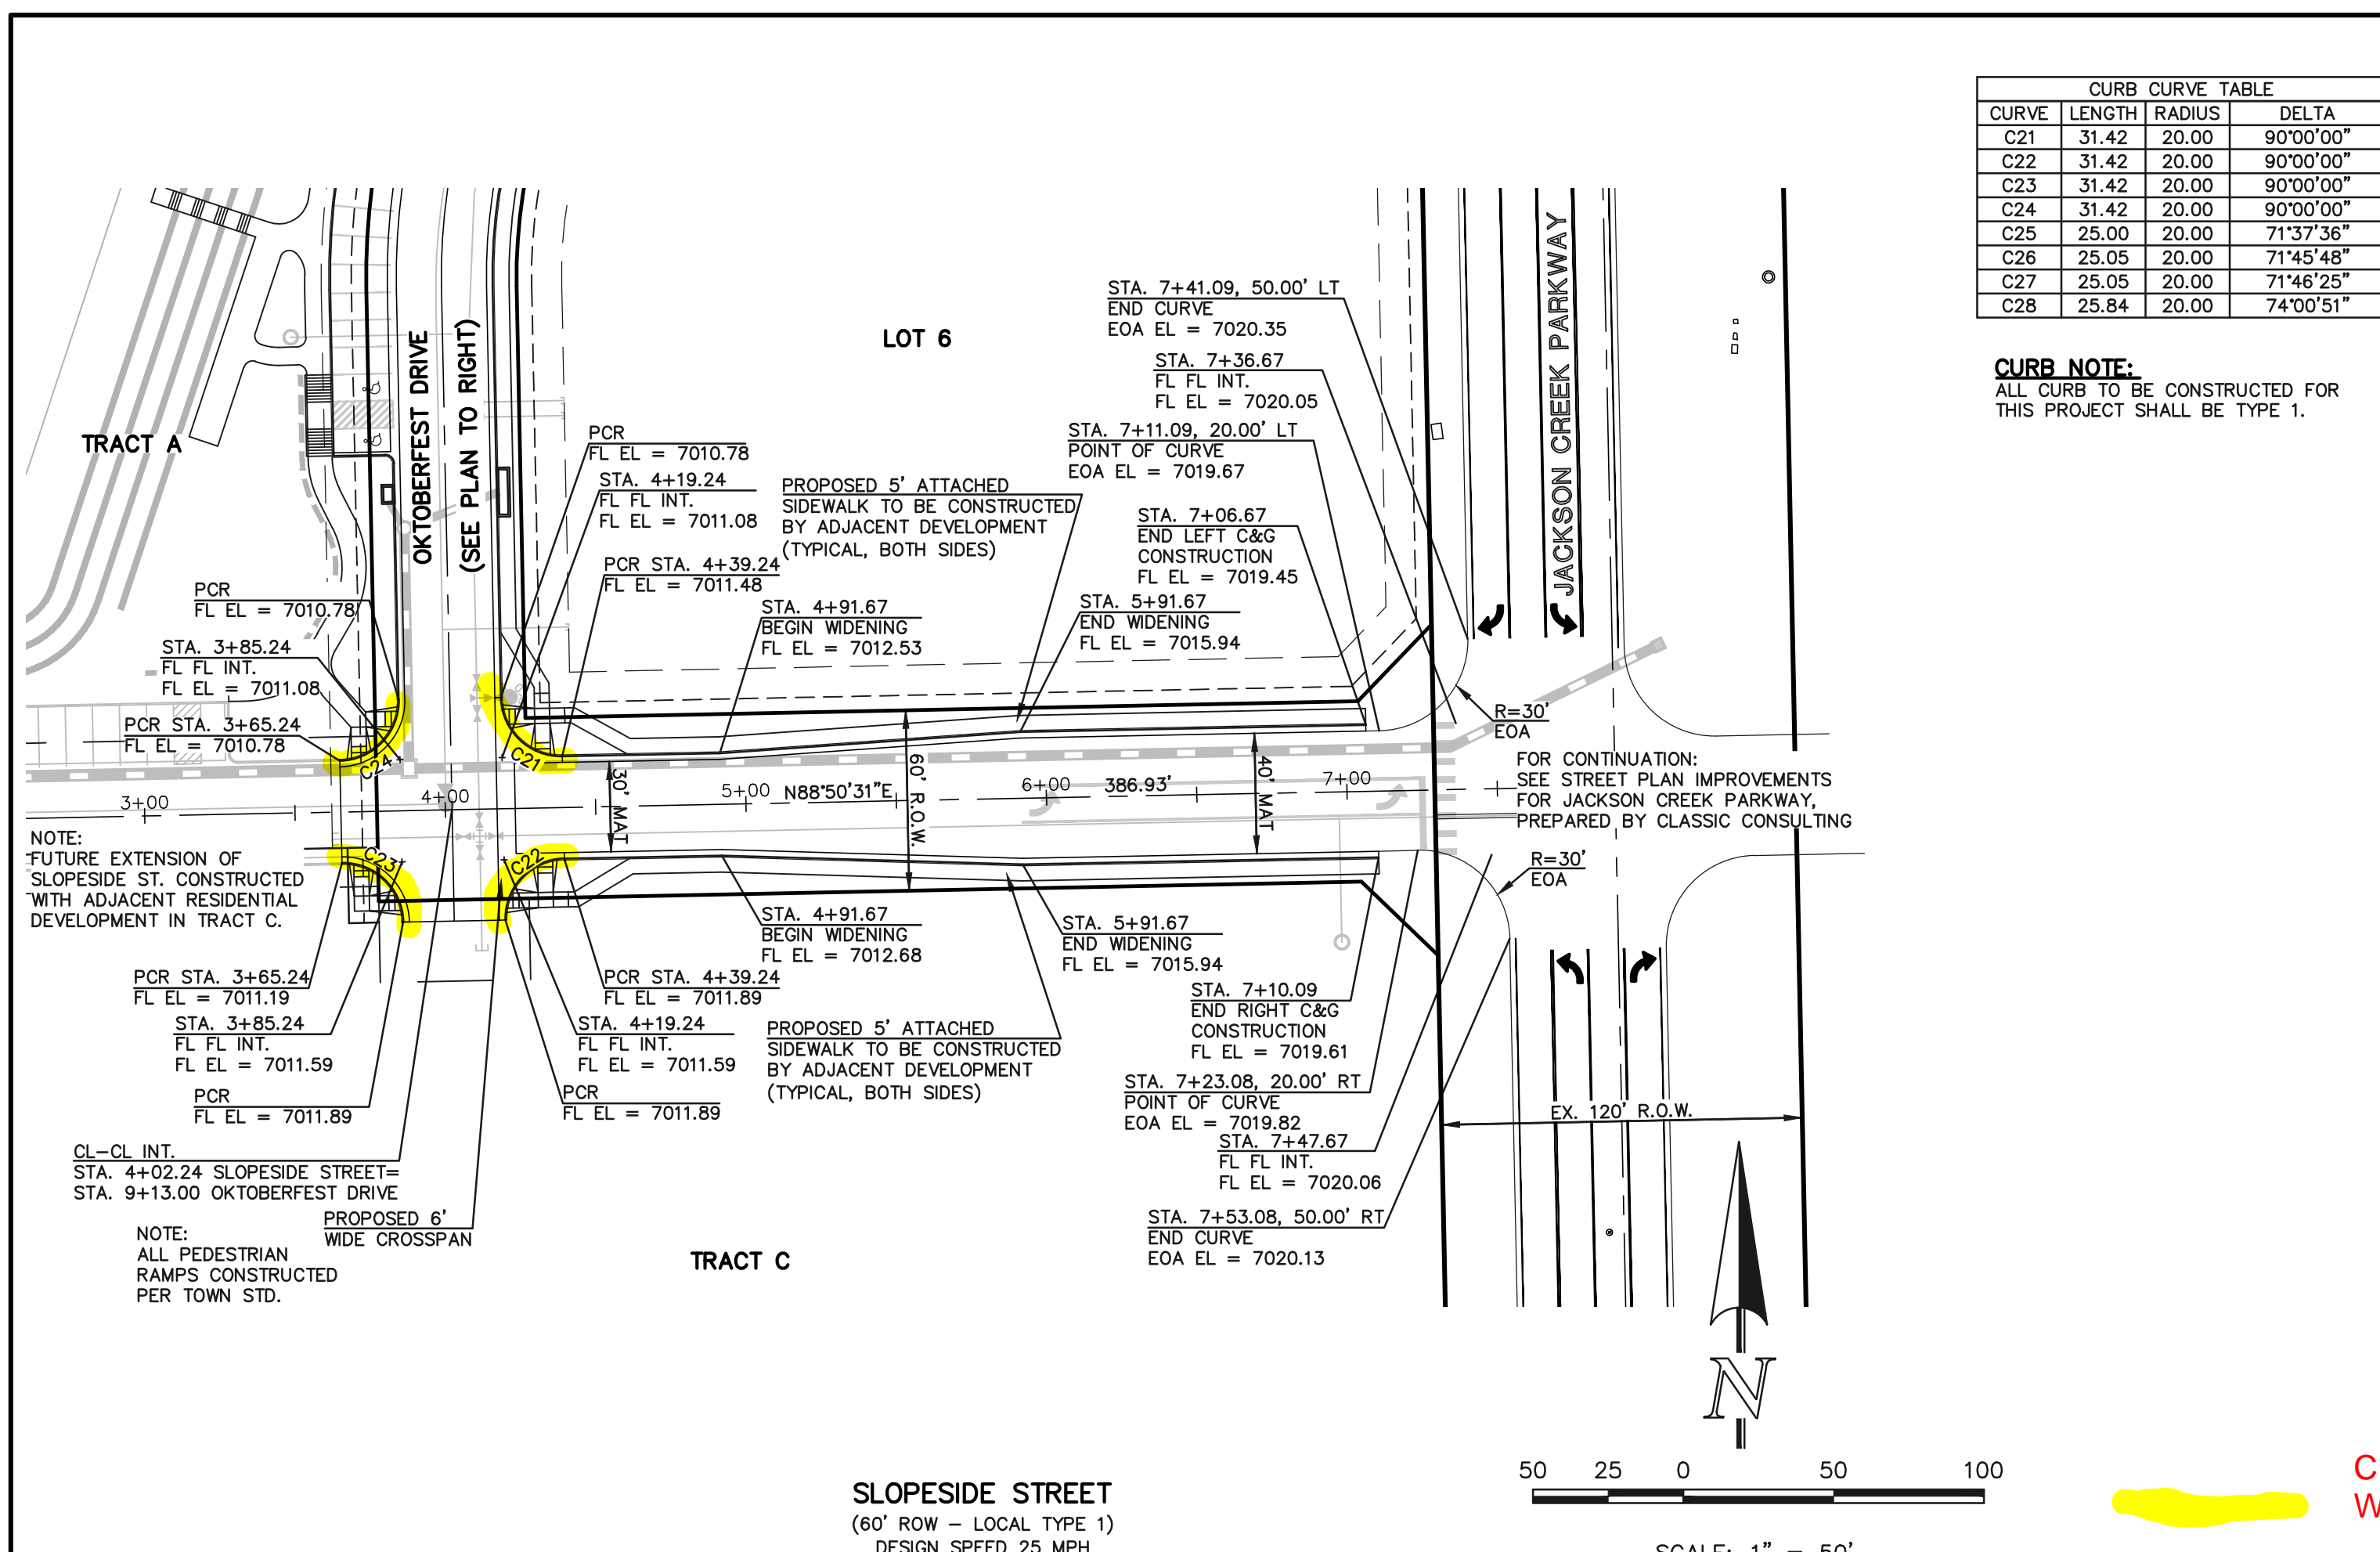 CURB CURVE TABLE
CURVE LENGTH RADIUS DELTA
C21 31.42 20.00 90°00'00"
C22 31.42 20.00 90°00'00"
C23 31.42 20.00 90°00'00"
C24 31.42 20.00 90°00'00"
C25 25.00 20.00 71°37'36"
C26 25.05 20.00 71°45'48"
C27 25.05 20.00 71°46'25"
C28 25.84 20.00 74°00'51"
CURB NOTE:
ALL CURB TO BE CONSTRUCTED FOR
THIS PROJECT SHALL BE TYPE 1.
TRACT A
OKTOBERFEST DRIVE
(SEE PLAN TO RIGHT)
LOT 6
JACKSON CREEK PARKWAY
STA. 7+41.09, 50.00' LT
END CURVE
EOA EL = 7020.35
STA. 7+36.67
FL FL INT.
FL EL = 7020.05
STA. 7+11.09, 20.00' LT
POINT OF CURVE
EOA EL = 7019.67
STA. 7+06.67
END LEFT C&G
CONSTRUCTION
FL EL = 7019.45
STA. 5+91.67
END WIDENING
FL EL = 7015.94
PCR
FL EL = 7010.78
STA. 4+19.24
FL FL INT.
FL EL = 7011.08
PROPOSED 5' ATTACHED
SIDEWALK TO BE CONSTRUCTED
BY ADJACENT DEVELOPMENT
(TYPICAL, BOTH SIDES)
PCR STA. 4+39.24
FL EL = 7011.48
STA. 4+91.67
BEGIN WIDENING
FL EL = 7012.53
PCR
FL EL = 7010.78
STA. 3+85.24
FL FL INT.
FL EL = 7011.08
PCR STA. 3+65.24
FL EL = 7010.78
C24
C21
C23
C22
3+00
4+00
5+00
N88°50'31"E
6+00
386.93'
7+00
30' MAT
60' R.O.W.
40' MAT
R=30'
EOA
FOR CONTINUATION:
SEE STREET PLAN IMPROVEMENTS
FOR JACKSON CREEK PARKWAY,
PREPARED BY CLASSIC CONSULTING
R=30'
EOA
NOTE:
FUTURE EXTENSION OF
SLOPESIDE ST. CONSTRUCTED
WITH ADJACENT RESIDENTIAL
DEVELOPMENT IN TRACT C.
PCR STA. 3+65.24
FL EL = 7011.19
STA. 3+85.24
FL FL INT.
FL EL = 7011.59
PCR
FL EL = 7011.89
CL-CL INT.
STA. 4+02.24 SLOPESIDE STREET=
STA. 9+13.00 OKTOBERFEST DRIVE
PROPOSED 6'
WIDE CROSSPAN
NOTE:
ALL PEDESTRIAN
RAMPS CONSTRUCTED
PER TOWN STD.
STA. 4+91.67
BEGIN WIDENING
FL EL = 7012.68
PCR STA. 4+39.24
FL EL = 7011.89
STA. 4+19.24
FL FL INT.
FL EL = 7011.59
PCR
FL EL = 7011.89
PROPOSED 5' ATTACHED
SIDEWALK TO BE CONSTRUCTED
BY ADJACENT DEVELOPMENT
(TYPICAL, BOTH SIDES)
STA. 5+91.67
END WIDENING
FL EL = 7015.94
STA. 7+10.09
END RIGHT C&G
CONSTRUCTION
FL EL = 7019.61
STA. 7+23.08, 20.00' RT
POINT OF CURVE
EOA EL = 7019.82
STA. 7+47.67
FL FL INT.
FL EL = 7020.06
STA. 7+53.08, 50.00' RT
END CURVE
EOA EL = 7020.13
EX. 120' R.O.W.
TRACT C
N
50 25 0 50 100
SCALE: 1" = 50'
SLOPESIDE STREET
(60' ROW – LOCAL TYPE 1)
DESIGN SPEED 25 MPH
C
W